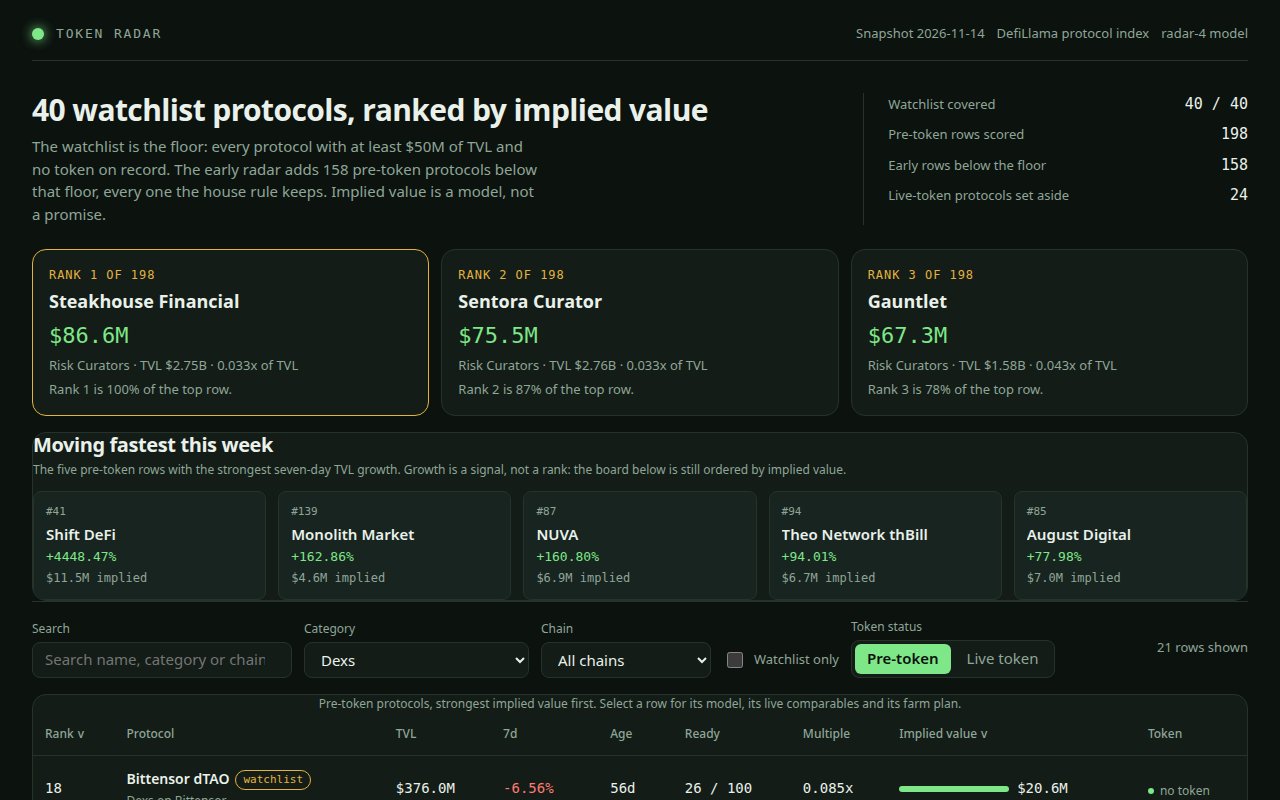 TOKEN RADAR
Snapshot 2026-11-14 DefiLlama protocol index radar-4 model
40 watchlist protocols, ranked by implied value
The watchlist is the floor: every protocol with at least $50M of TVL and
no token on record. The early radar adds 158 pre-token protocols below
that floor, every one the house rule keeps. Implied value is a model, not
a promise.
Watchlist covered 40 / 40
Pre-token rows scored 198
Early rows below the floor 158
Live-token protocols set aside 24
RANK 1 OF 198
Steakhouse Financial
$86.6M
Risk Curators · TVL $2.75B · 0.033x of TVL
Rank 1 is 100% of the top row.
RANK 2 OF 198
Sentora Curator
$75.5M
Risk Curators · TVL $2.76B · 0.033x of TVL
Rank 2 is 87% of the top row.
RANK 3 OF 198
Gauntlet
$67.3M
Risk Curators · TVL $1.58B · 0.043x of TVL
Rank 3 is 78% of the top row.
Moving fastest this week
The five pre-token rows with the strongest seven-day TVL growth. Growth is a signal, not a rank: the board below is still ordered by implied value.
#41
Shift DeFi
+4448.47%
$11.5M implied
#139
Monolith Market
+162.86%
$4.6M implied
#87
NUVA
+160.80%
$6.9M implied
#94
Theo Network thBill
+94.01%
$6.7M implied
#85
August Digital
+77.98%
$7.0M implied
Search
Search name, category or chain
Category
Dexs
Chain
All chains
Watchlist only
Token status
Pre-token Live token
21 rows shown
Pre-token protocols, strongest implied value first. Select a row for its model, its live comparables and its farm plan.
Rank v Protocol TVL 7d Age Ready Multiple Implied value v Token
18 Bittensor dTAO watchlist $376.0M -6.56% 56d 26 / 100 0.085x $20.6M no token
Dexs on Bittensor